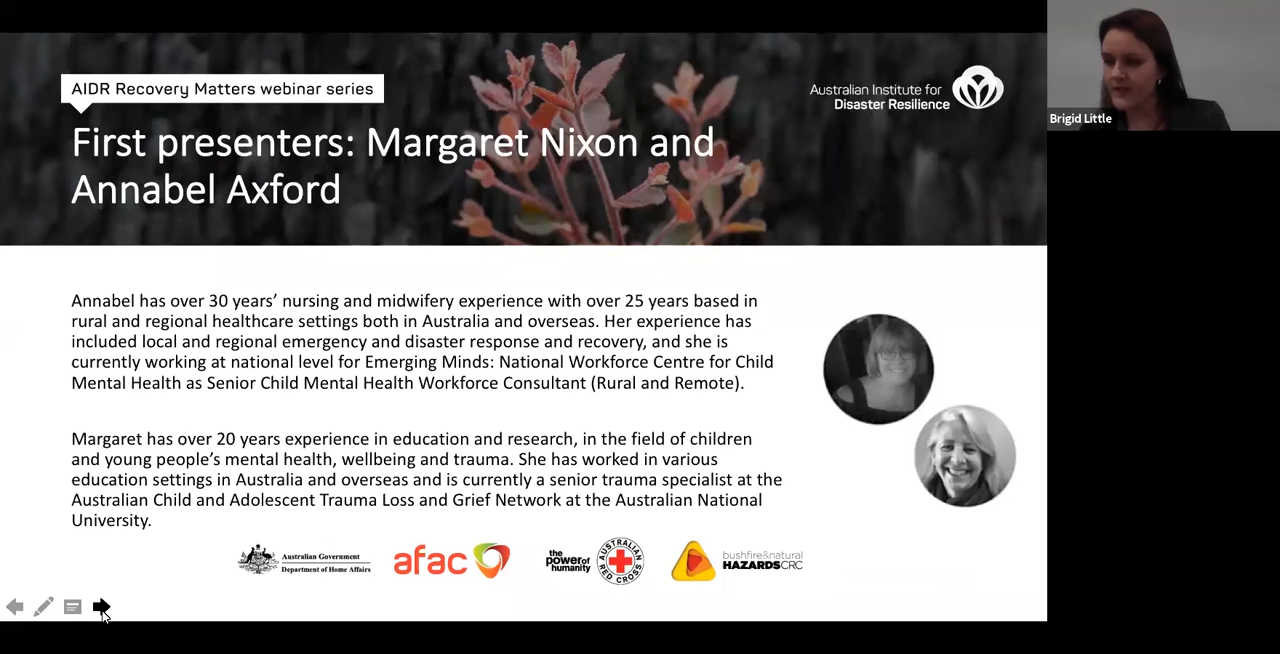 AIDR Recovery Matters webinar series
Australian Institute for
Disaster Resilience
First presenters: Margaret Nixon and
Annabel Axford
Brigid Little
Annabel has over 30 years’ nursing and midwifery experience with over 25 years based in
rural and regional healthcare settings both in Australia and overseas. Her experience has
included local and regional emergency and disaster response and recovery, and she is
currently working at national level for Emerging Minds: National Workforce Centre for Child
Mental Health as Senior Child Mental Health Workforce Consultant (Rural and Remote).
Margaret has over 20 years experience in education and research, in the field of children
and young people’s mental health, wellbeing and trauma. She has worked in various
education settings in Australia and overseas and is currently a senior trauma specialist at the
Australian Child and Adolescent Trauma Loss and Grief Network at the Australian National
University.
Australian Government
Department of Home Affairs
afac
the power of humanity
AUSTRALIAN RED CROSS
bushfire&natural
HAZARDSCRC